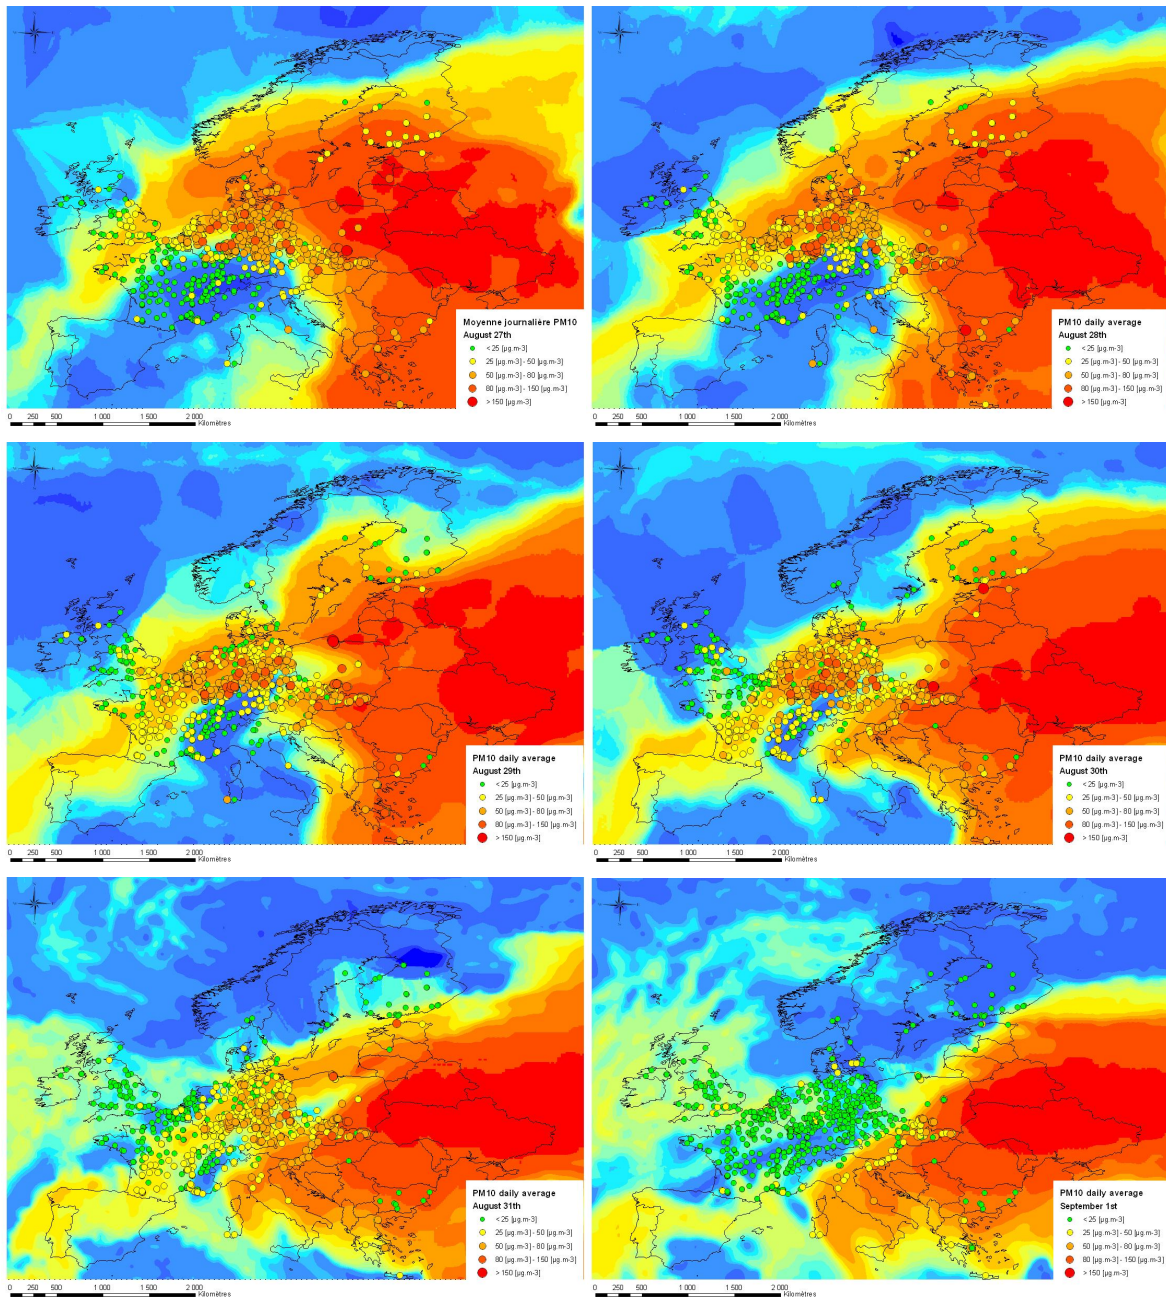 Moyenne journalière PM10
August 27th
< 25 [µg.m-3]
25 [µg.m-3] - 50 [µg.m-3]
50 [µg.m-3] - 80 [µg.m-3]
80 [µg.m-3] - 150 [µg.m-3]
> 150 [µg.m-3]
0 250 500 1 000 1 500 2 000
Kilomètres
PM10 daily average
August 28th
< 25 [µg.m-3]
25 [µg.m-3] - 50 [µg.m-3]
50 [µg.m-3] - 80 [µg.m-3]
80 [µg.m-3] - 150 [µg.m-3]
> 150 [µg.m-3]
0 250 500 1 000 1 500 2 000
Kilomètres
PM10 daily average
August 29th
< 25 [µg.m-3]
25 [µg.m-3] - 50 [µg.m-3]
50 [µg.m-3] - 80 [µg.m-3]
80 [µg.m-3] - 150 [µg.m-3]
> 150 [µg.m-3]
0 250 500 1 000 1 500 2 000
Kilomètres
PM10 daily average
August 30th
< 25 [µg.m-3]
25 [µg.m-3] - 50 [µg.m-3]
50 [µg.m-3] - 80 [µg.m-3]
80 [µg.m-3] - 150 [µg.m-3]
> 150 [µg.m-3]
0 250 500 1 000 1 500 2 000
Kilomètres
PM10 daily average
August 31th
< 25 [µg.m-3]
25 [µg.m-3] - 50 [µg.m-3]
50 [µg.m-3] - 80 [µg.m-3]
80 [µg.m-3] - 150 [µg.m-3]
> 150 [µg.m-3]
0 250 500 1 000 1 500 2 000
Kilomètres
PM10 daily average
September 1st
< 25 [µg.m-3]
25 [µg.m-3] - 50 [µg.m-3]
50 [µg.m-3] - 80 [µg.m-3]
80 [µg.m-3] - 150 [µg.m-3]
> 150 [µg.m-3]
0 250 500 1 000 1 500 2 000
Kilomètres